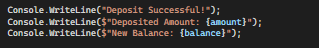 Console.WriteLine("Deposit Successful!");
Console.WriteLine($"Deposited Amount: {amount}");
Console.WriteLine($"New Balance: {balance}");